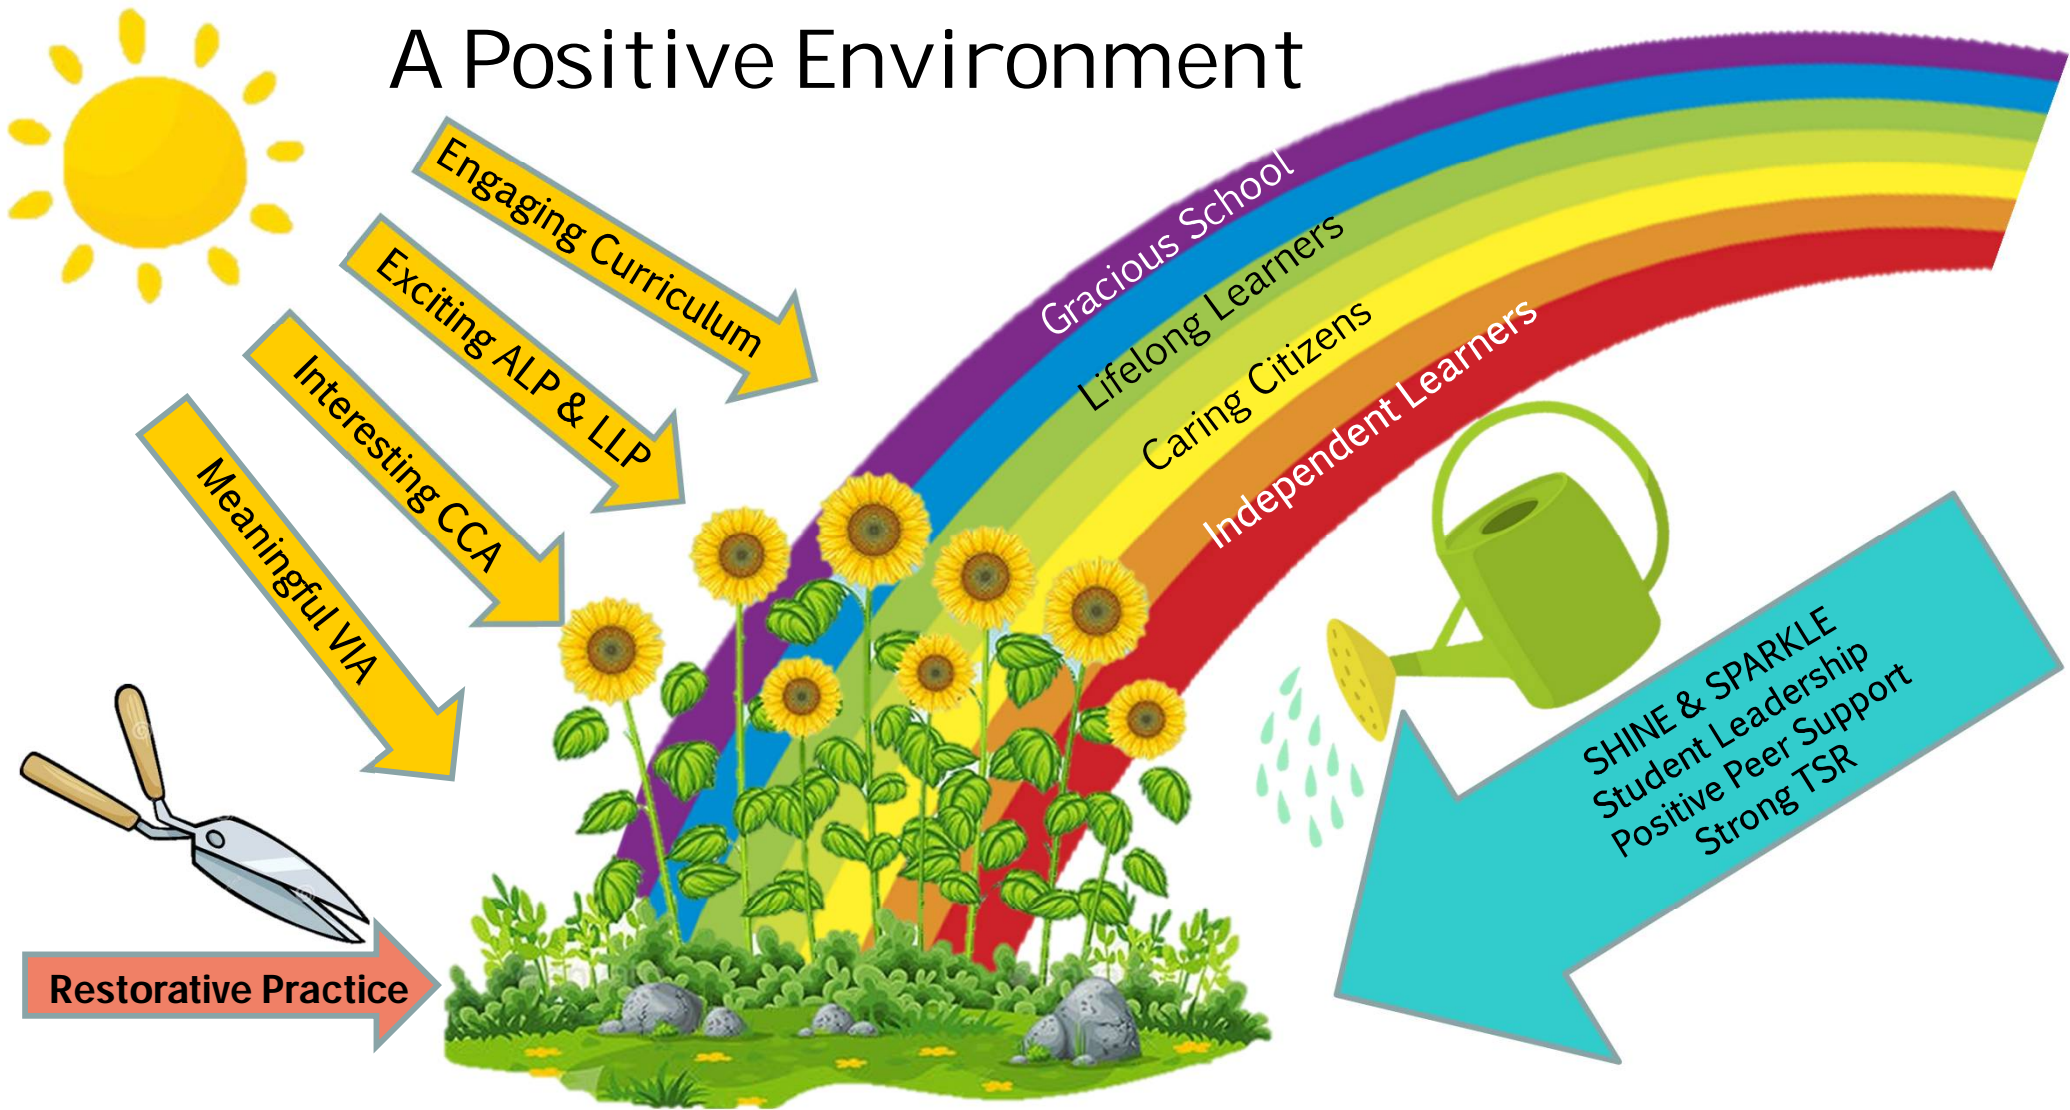 A Positive Environment
Engaging Curriculum
Exciting ALP & LLP
Interesting CCA
Meaningful VIA
Gracious School
Lifelong Learners
Caring Citizens
Independent Learners
SHINE & SPARKLE
Student Leadership
Positive Peer Support
Strong TSR
Restorative Practice